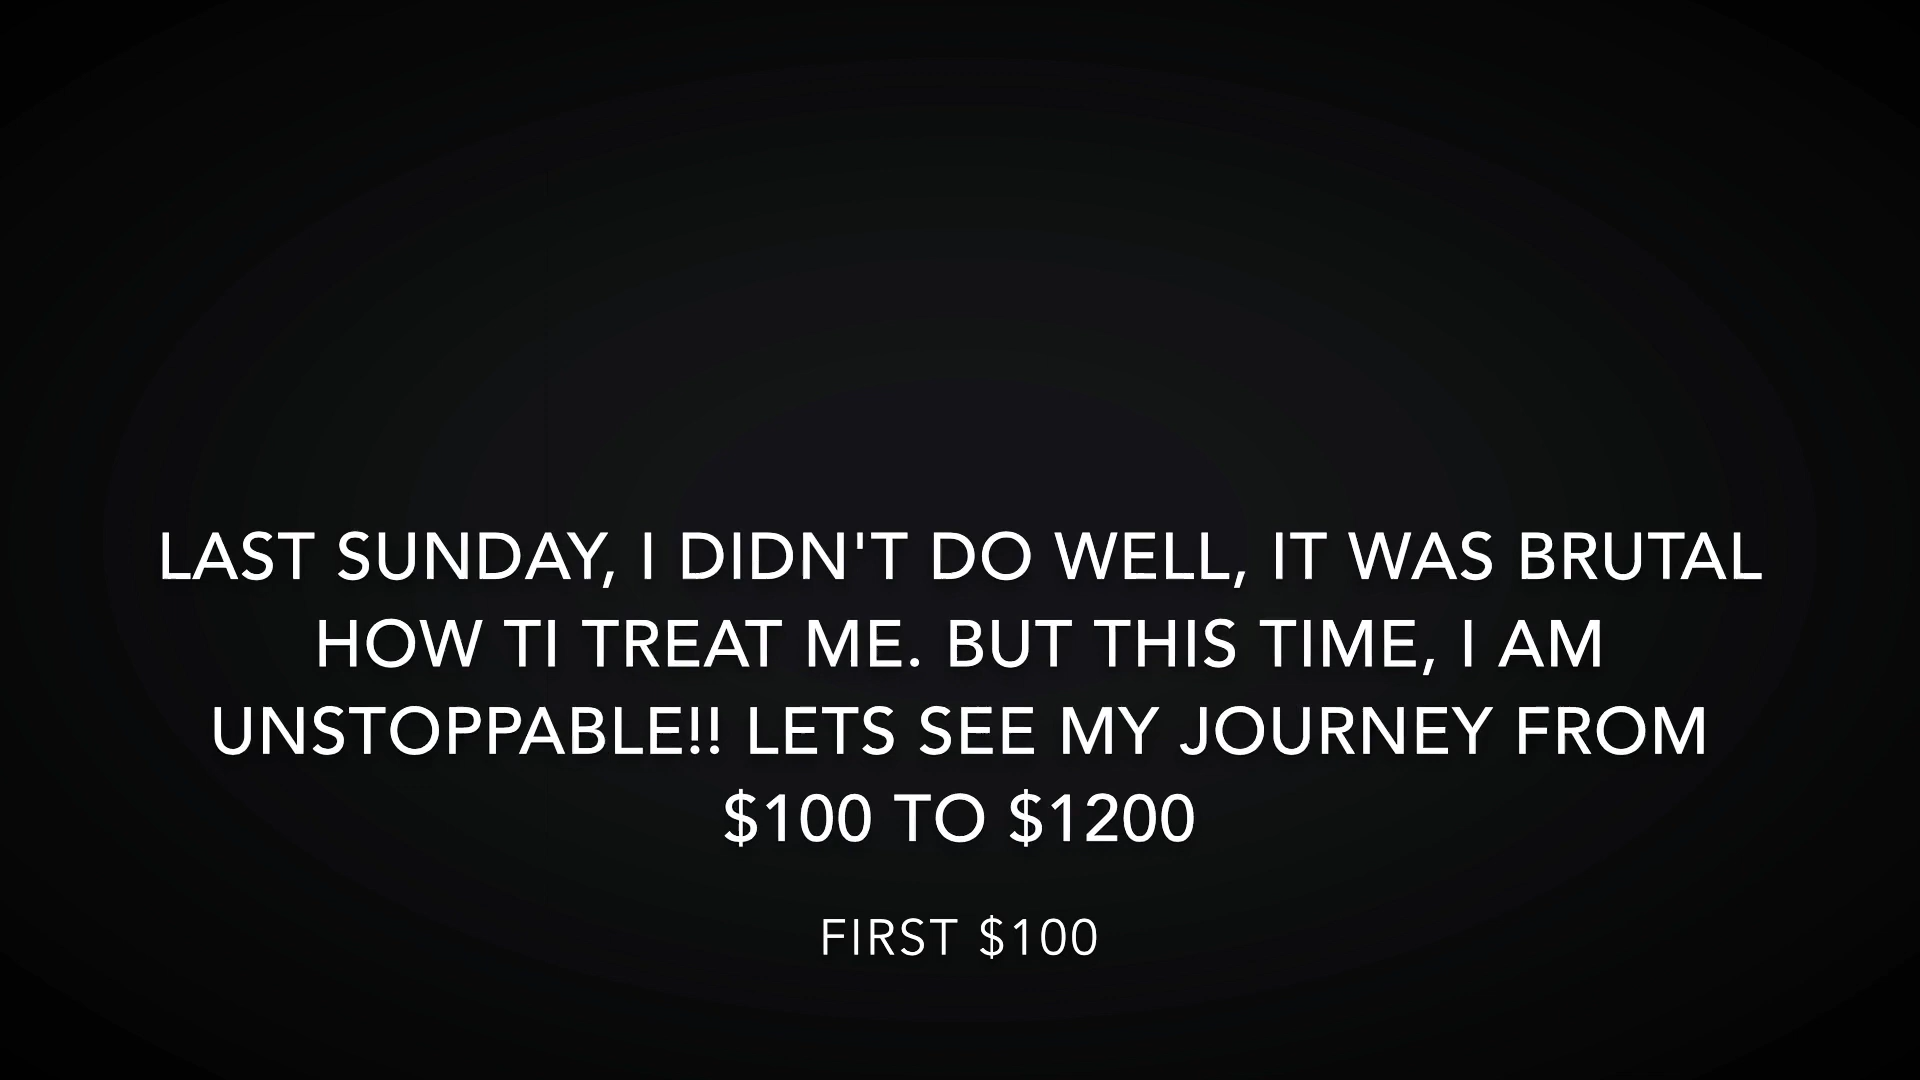 LAST SUNDAY, I DIDN'T DO WELL, IT WAS BRUTAL
HOW TI TREAT ME. BUT THIS TIME, I AM
UNSTOPPABLE!! LETS SEE MY JOURNEY FROM
$100 TO $1200
FIRST $100